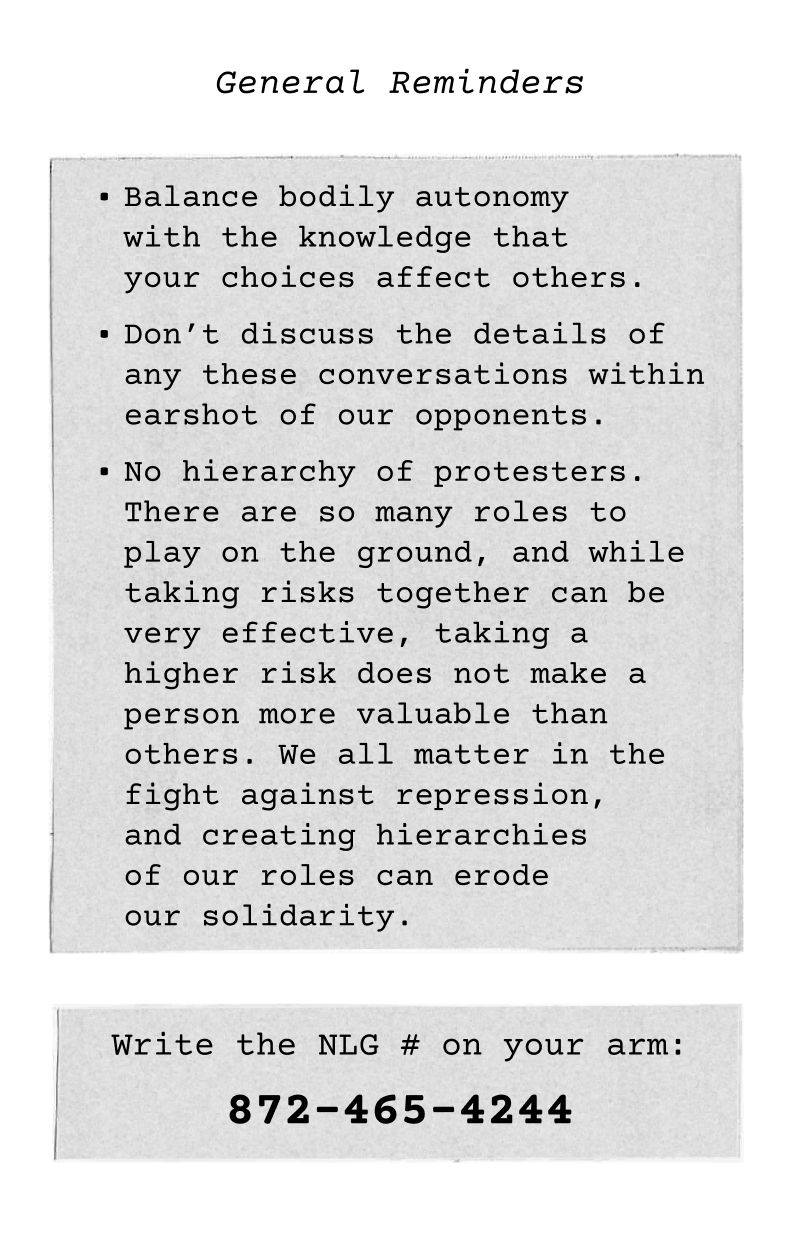 General Reminders
▪ Balance bodily autonomy
with the knowledge that
your choices affect others.
▪ Don’t discuss the details of
any these conversations within
earshot of our opponents.
▪ No hierarchy of protesters.
There are so many roles to
play on the ground, and while
taking risks together can be
very effective, taking a
higher risk does not make a
person more valuable than
others. We all matter in the
fight against repression,
and creating hierarchies
of our roles can erode
our solidarity.
Write the NLG # on your arm:
872-465-4244